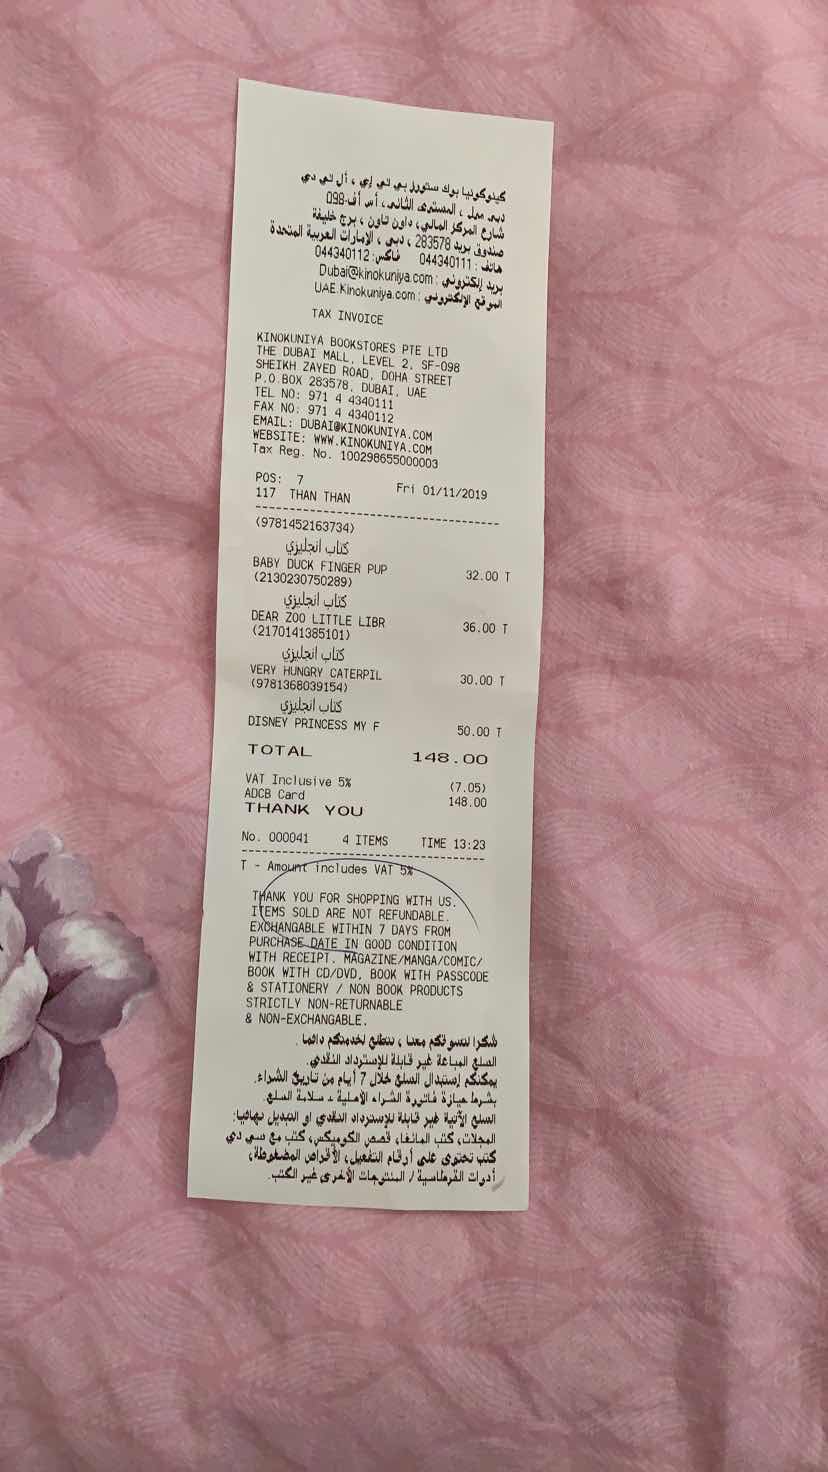 كينوكونيا بوك ستورز بي تي إي ، أل تي دي
دبي مول ، المستوى الثاني، أس أف-098
شارع المركز المالي، داون تاون ، برج خليفة
صندوق بريد 283578 ، دبي ، الإمارات العربية المتحدة
هاتف : 044340111 فاكس: 044340112
بريد إلكتروني : Dubai@kinokuniya.com
الموقع الإلكتروني : UAE.Kinokuniya.com
TAX INVOICE
KINOKUNIYA BOOKSTORES PTE LTD
THE DUBAI MALL, LEVEL 2, SF-098
SHEIKH ZAYED ROAD, DOHA STREET
P.O.BOX 283578, DUBAI, UAE
TEL NO: 971 4 4340111
FAX NO: 971 4 4340112
EMAIL: DUBAI@KINOKUNIYA.COM
WEBSITE: WWW.KINOKUNIYA.COM
Tax Reg. No. 100298655000003
POS: 7 Fri 01/11/2019
117 THAN THAN
(9781452163734)
كتاب انجليزي
BABY DUCK FINGER PUP 32.00 T
(2130230750289)
كتاب انجليزي
DEAR ZOO LITTLE LIBR 36.00 T
(2170141385101)
كتاب انجليزي
VERY HUNGRY CATERPIL 30.00 T
(9781368039154)
كتاب انجليزي
DISNEY PRINCESS MY F 50.00 T
TOTAL 148.00
VAT Inclusive 5% (7.05)
ADCB Card 148.00
THANK YOU
No. 000041 4 ITEMS TIME 13:23
T - Amount includes VAT 5%
THANK YOU FOR SHOPPING WITH US.
ITEMS SOLD ARE NOT REFUNDABLE.
EXCHANGABLE WITHIN 7 DAYS FROM
PURCHASE DATE IN GOOD CONDITION
WITH RECEIPT. MAGAZINE/MANGA/COMIC/
BOOK WITH CD/DVD, BOOK WITH PASSCODE
& STATIONERY / NON BOOK PRODUCTS
STRICTLY NON-RETURNABLE
& NON-EXCHANGABLE.
شكرا لتسوقكم معنا ، نتطلع لخدمتكم دائما .
السلع المباعة غير قابلة للإسترداد النقدي.
يمكنكم إستبدال السلع خلال 7 أيام من تاريخ الشراء.
بشرط حيازة فاتورة الشراء الأصلية و سلامة السلع.
السلع الآتية غير قابلة للإسترداد النقدي او التبديل نهائيا:
المجلات، كتب المانغا، قصص الكوميكس، كتب مع سي دي
كتب تحتوي على أرقام التفعيل، الأقراص المضغوطة،
أدوات القرطاسية / المنتوجات الأخرى غير الكتب.